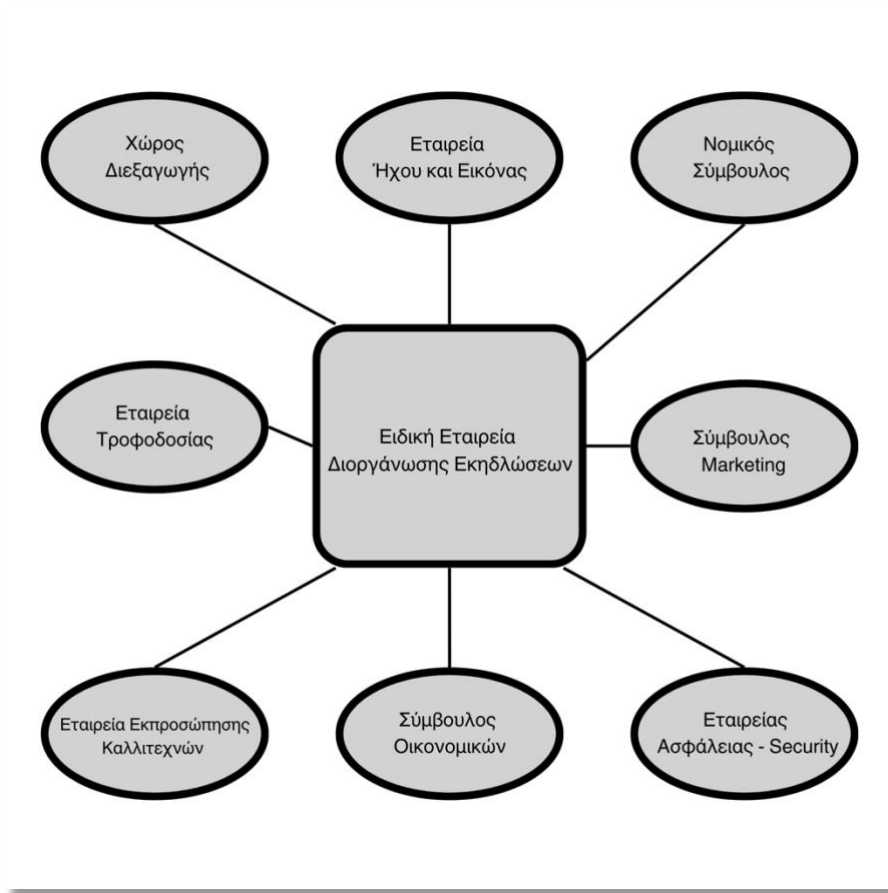 Χώρος
Διεξαγωγής
Εταιρεία
Ήχου και Εικόνας
Νομικός
Σύμβουλος
Εταιρεία
Τροφοδοσίας
Ειδική Εταιρεία
Διοργάνωσης Εκηδλώσεων
Σύμβουλος
Marketing
Εταιρεία Εκπροσώπησης
Καλλιτεχνών
Σύμβουλος
Οικονομικών
Εταιρείας
Ασφάλειας - Security